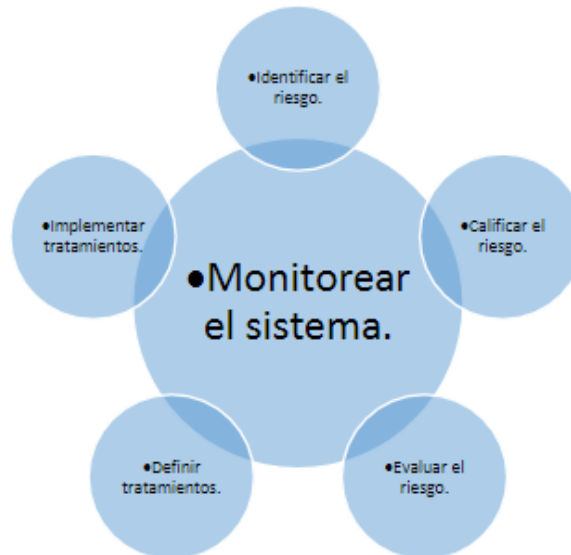 •Identificar el
riesgo.
•Implementar
tratamientos.
•Calificar el
riesgo.
•Monitorear
el sistema.
•Definir
tratamientos.
•Evaluar el
riesgo.